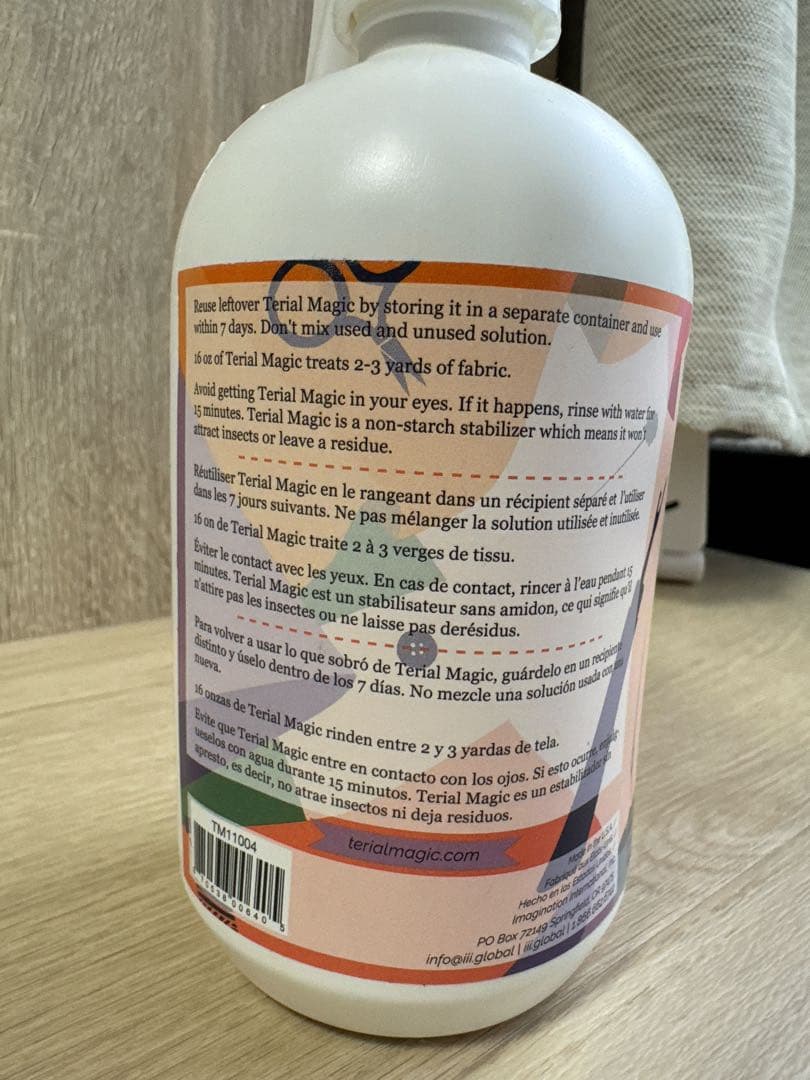 Reuse leftover Terial Magic by storing it in a separate container and use
within 7 days. Don't mix used and unused solution.
16 oz of Terial Magic treats 2-3 yards of fabric.
Avoid getting Terial Magic in your eyes. If it happens, rinse with water for
15 minutes. Terial Magic is a non-starch stabilizer which means it won't
attract insects or leave a residue.
Réutiliser Terial Magic en le rangeant dans un récipient séparé et l'utiliser
dans les 7 jours suivants. Ne pas mélanger la solution utilisée et inutilisée.
16 on de Terial Magic traite 2 à 3 verges de tissu.
Éviter le contact avec les yeux. En cas de contact, rincer à l'eau pendant 15
minutes. Terial Magic est un stabilisateur sans amidon, ce qui signifie qu'il
n'attire pas les insectes ou ne laisse pas derésidus.
Para volver a usar lo que sobró de Terial Magic, guárdelo en un recipiente
distinto y úselo dentro de los 7 días. No mezcle una solución usada con una
nueva.
16 onzas de Terial Magic rinden entre 2 y 3 yardas de tela.
Evite que Terial Magic entre en contacto con los ojos. Si esto ocurre,
ueselos con agua durante 15 minutos. Terial Magic es un estabilizador sin
apresto, es decir, no atrae insectos ni deja residuos.
terialmagic.com
TM11004
Made in the U.S.A.
Hecho en los Estados Unidos
Imagination International, Inc.
PO Box 72149 Springfield, OR
info@iii.global | iii.global |